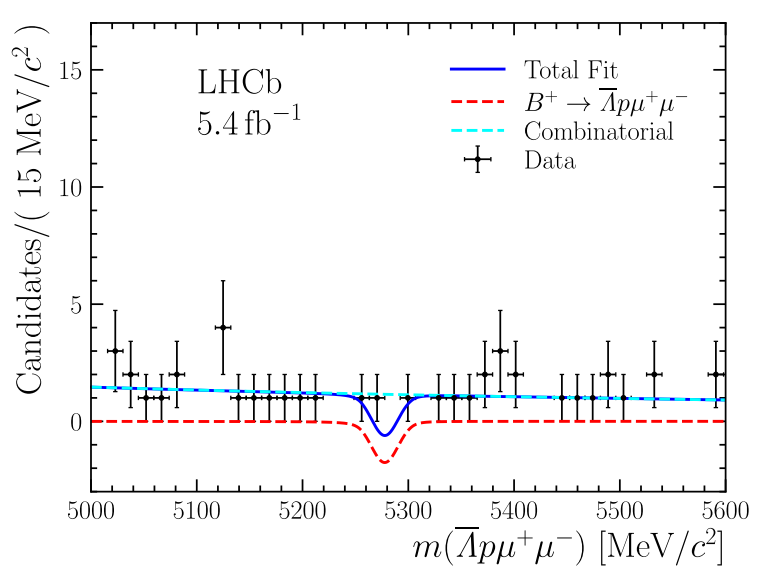 Candidates/( 15 MeV/c² )
15
10
5
0
LHCb
5.4 fb⁻¹
Total Fit
B⁺ → Λ̅pμ⁺μ⁻
Combinatorial
Data
5000 5100 5200 5300 5400 5500 5600
m(Λ̅pμ⁺μ⁻) [MeV/c²]